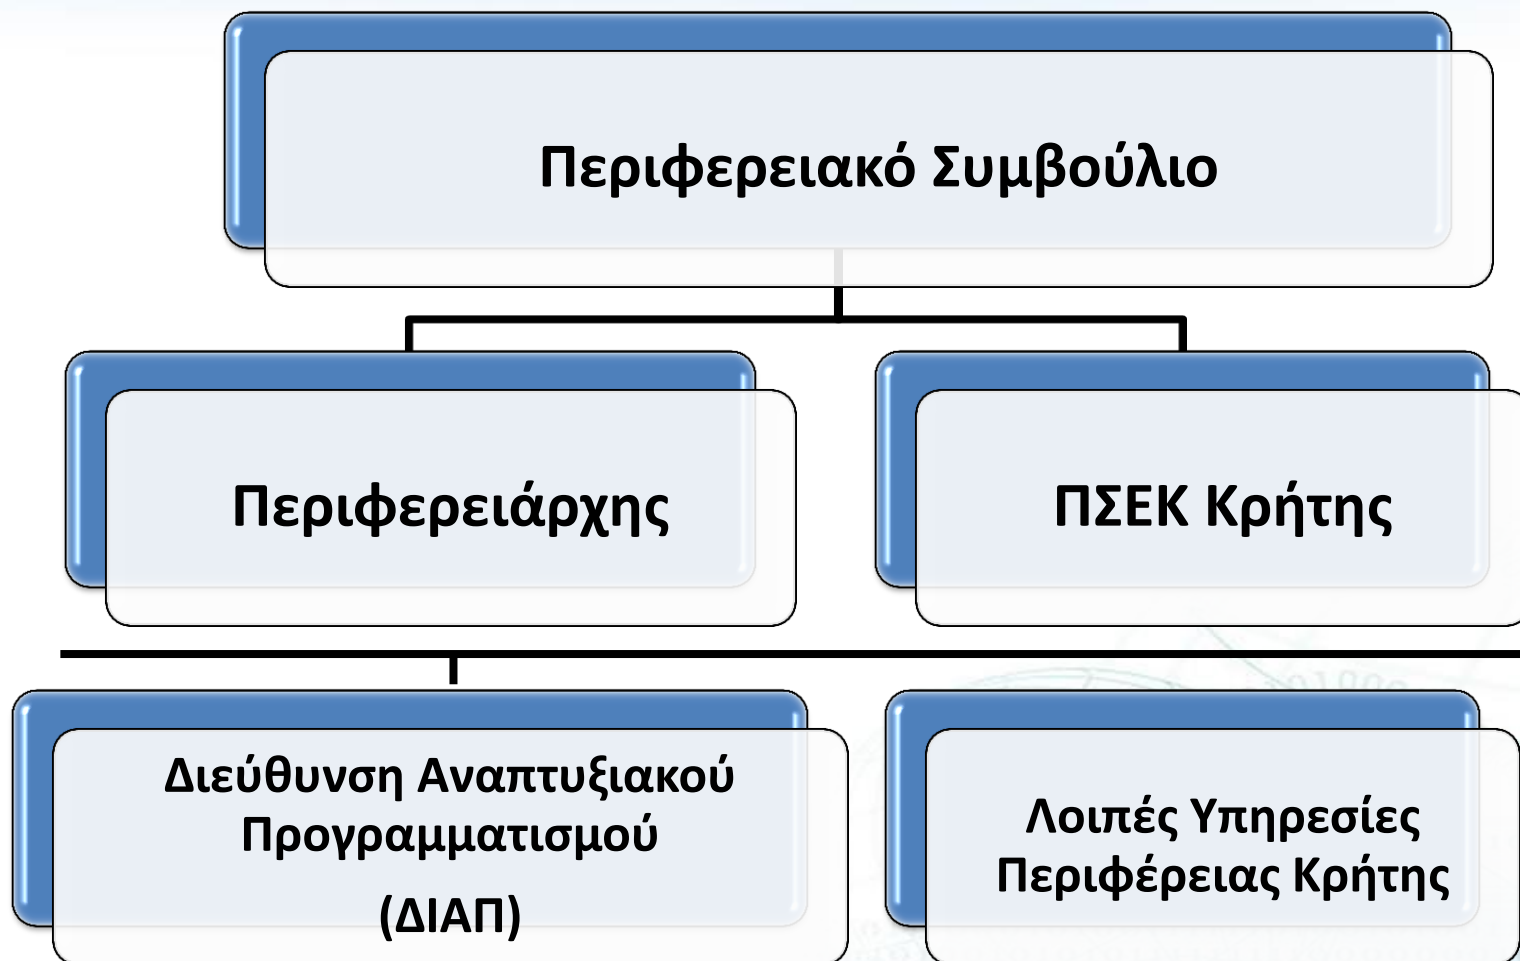 Περιφερειακό Συμβούλιο
Περιφερειάρχης
ΠΣΕΚ Κρήτης
Διεύθυνση Αναπτυξιακού
Προγραμματισμού
(ΔΙΑΠ)
Λοιπές Υπηρεσίες
Περιφέρειας Κρήτης